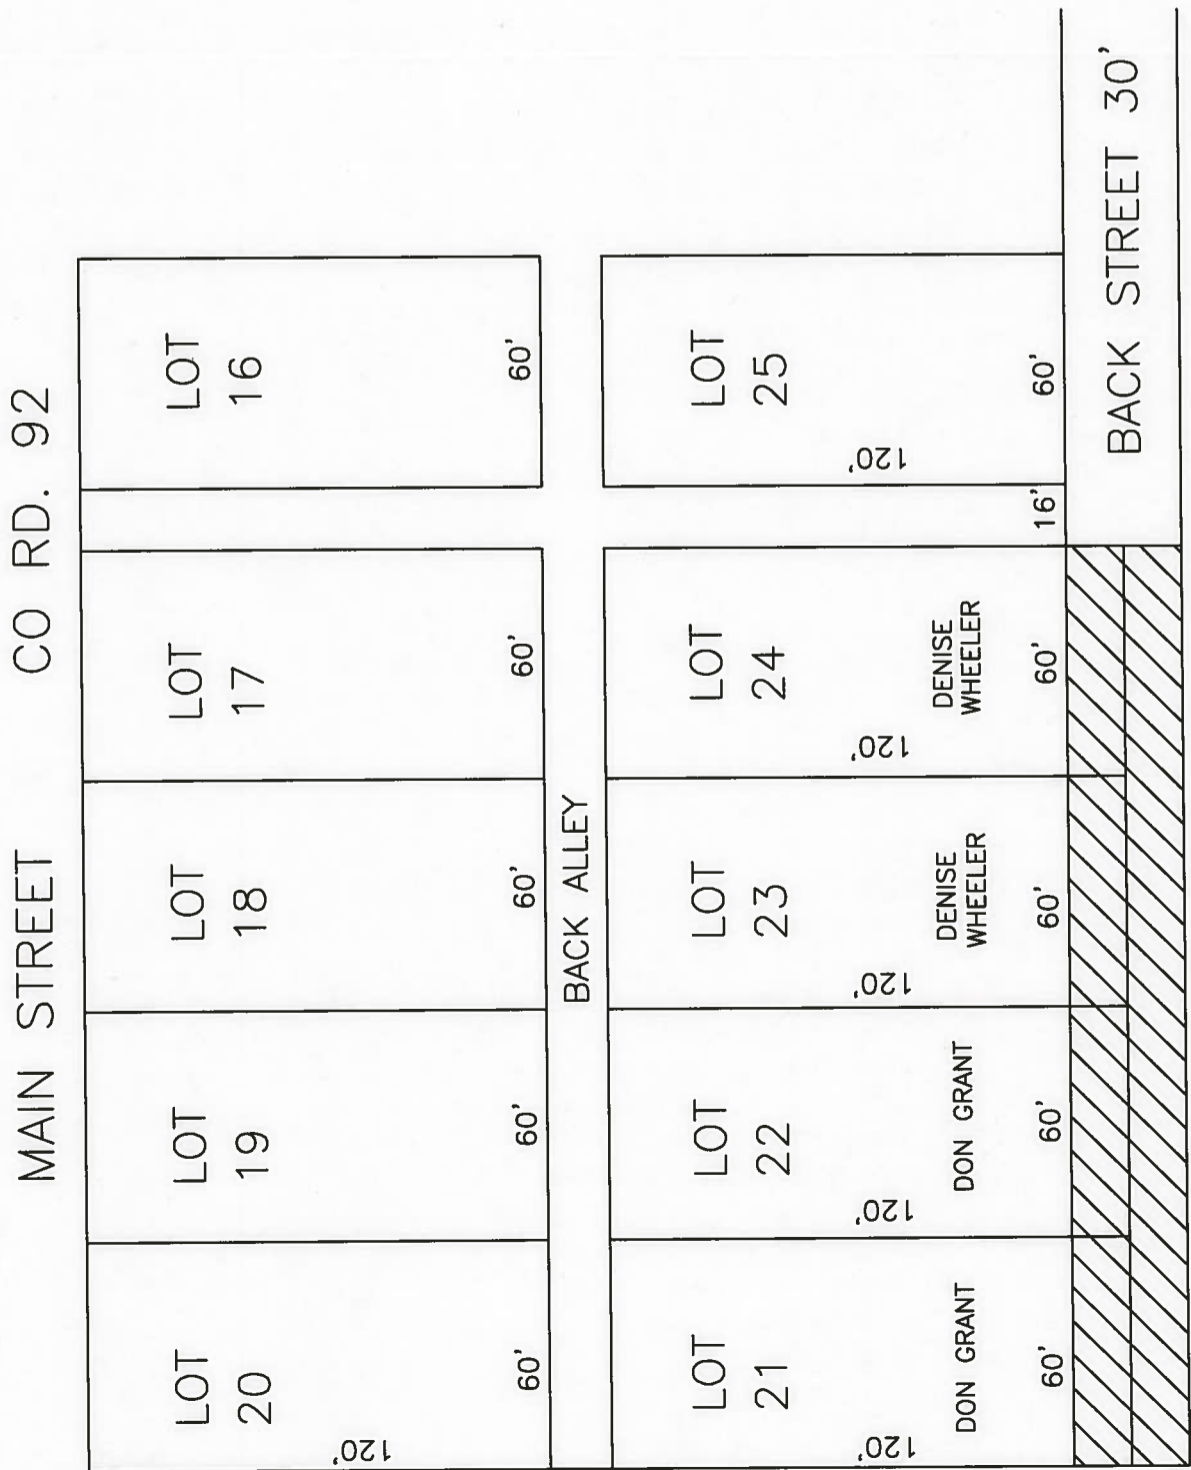 MAIN STREET CO RD. 92
LOT
20
60'
120'
LOT
19
60'
LOT
18
60'
LOT
17
60'
LOT
16
60'
BACK ALLEY
LOT
21
120'
DON GRANT
60'
LOT
22
120'
DON GRANT
60'
LOT
23
120'
DENISE
WHEELER
60'
LOT
24
120'
DENISE
WHEELER
60'
16'
LOT
25
120'
60'
BACK STREET 30'